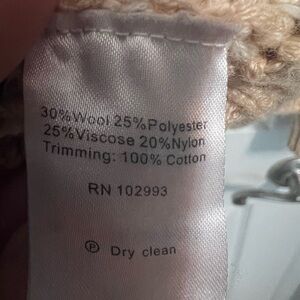 30%Wool 25%Polyester
25%Viscose 20%Nylon
Trimming: 100% Cotton
RN 102993
Ⓟ Dry clean